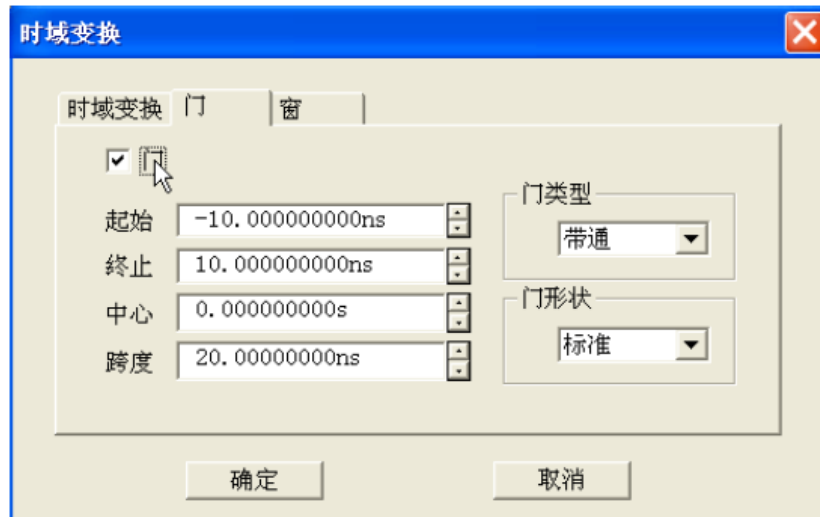 时域变换
时域变换 门 窗
门
起始 -10.000000000ns
终止 10.000000000ns
中心 0.000000000s
跨度 20.00000000ns
门类型
带通
门形状
标准
确定 取消